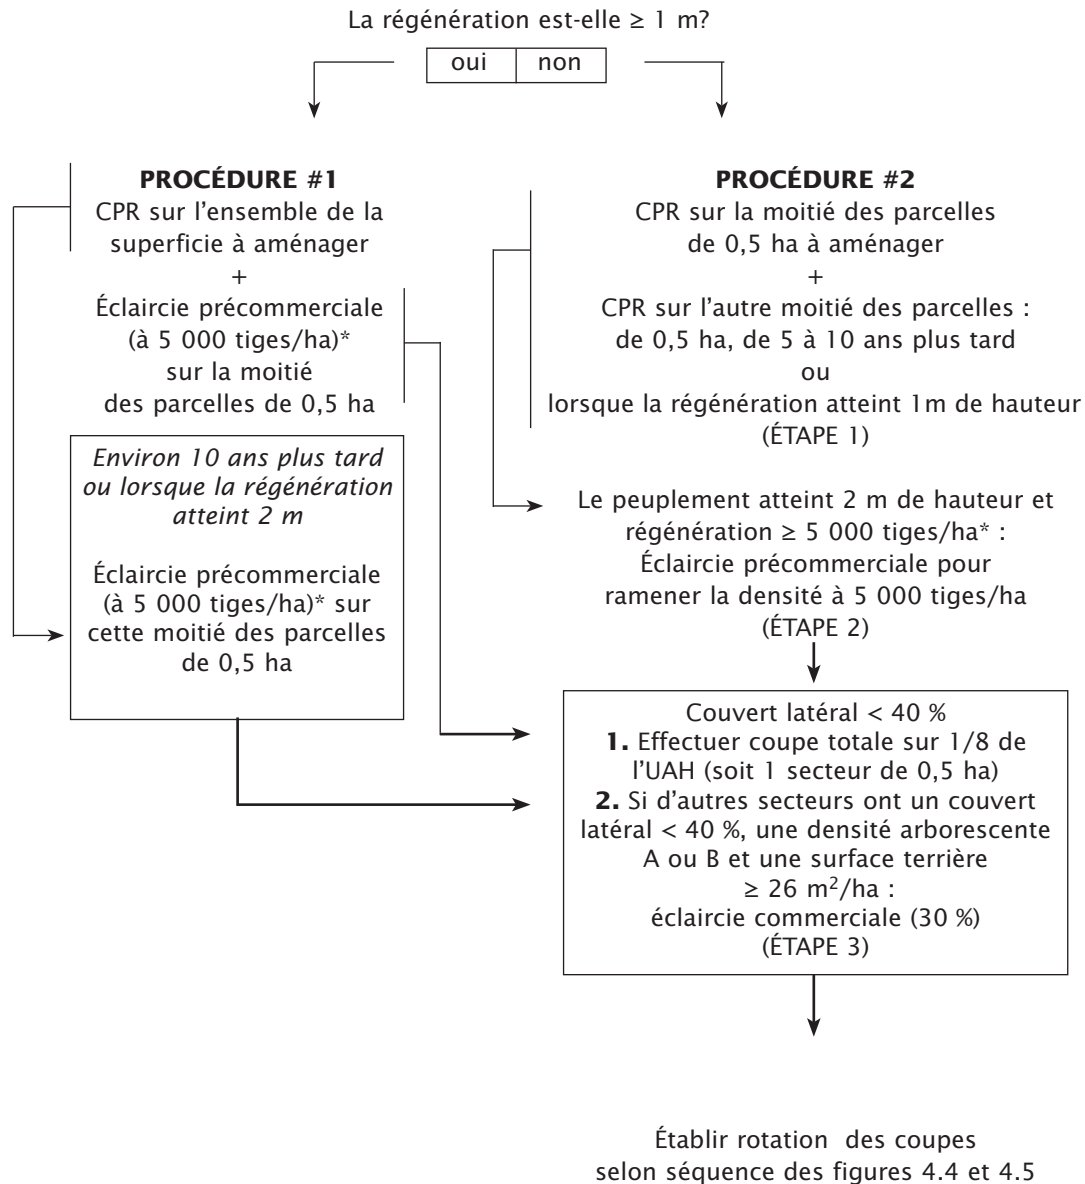 La régénération est-elle ≥ 1 m?
oui non
PROCÉDURE #1
CPR sur l'ensemble de la
superficie à aménager
+
Éclaircie précommerciale
(à 5 000 tiges/ha)*
sur la moitié
des parcelles de 0,5 ha
Environ 10 ans plus tard
ou lorsque la régénération
atteint 2 m
Éclaircie précommerciale
(à 5 000 tiges/ha)* sur
cette moitié des parcelles
de 0,5 ha
PROCÉDURE #2
CPR sur la moitié des parcelles
de 0,5 ha à aménager
+
CPR sur l'autre moitié des parcelles :
de 0,5 ha, de 5 à 10 ans plus tard
ou
lorsque la régénération atteint 1m de hauteur
(ÉTAPE 1)
Le peuplement atteint 2 m de hauteur et
régénération ≥ 5 000 tiges/ha* :
Éclaircie précommerciale pour
ramener la densité à 5 000 tiges/ha
(ÉTAPE 2)
Couvert latéral < 40 %
1. Effectuer coupe totale sur 1/8 de
l'UAH (soit 1 secteur de 0,5 ha)
2. Si d'autres secteurs ont un couvert
latéral < 40 %, une densité arborescente
A ou B et une surface terrière
≥ 26 m²/ha :
éclaircie commerciale (30 %)
(ÉTAPE 3)
Établir rotation des coupes
selon séquence des figures 4.4 et 4.5